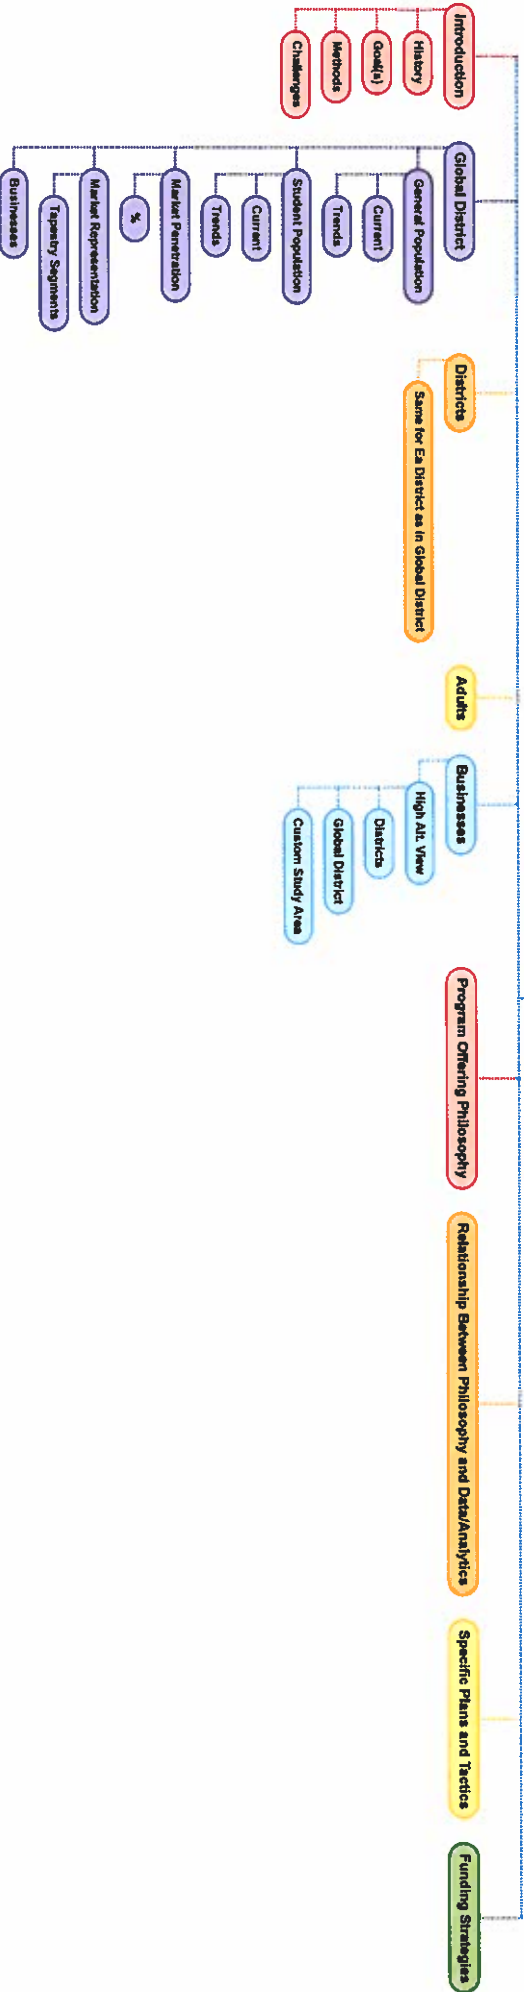 Introduction
History
Goal(s)
Methods
Challenges
Global District
General Population
Current
Trends
Student Population
Current
Trends
Market Penetration
%
Market Representation
Tapestry Segments
Businesses
Districts
Same for Ea District as in Global District
Adults
Businesses
High Alt. View
Districts
Global District
Custom Study Area
Program Offering Philosophy
Relationship Between Philosophy and Data/Analytics
Specific Plans and Tactics
Funding Strategies